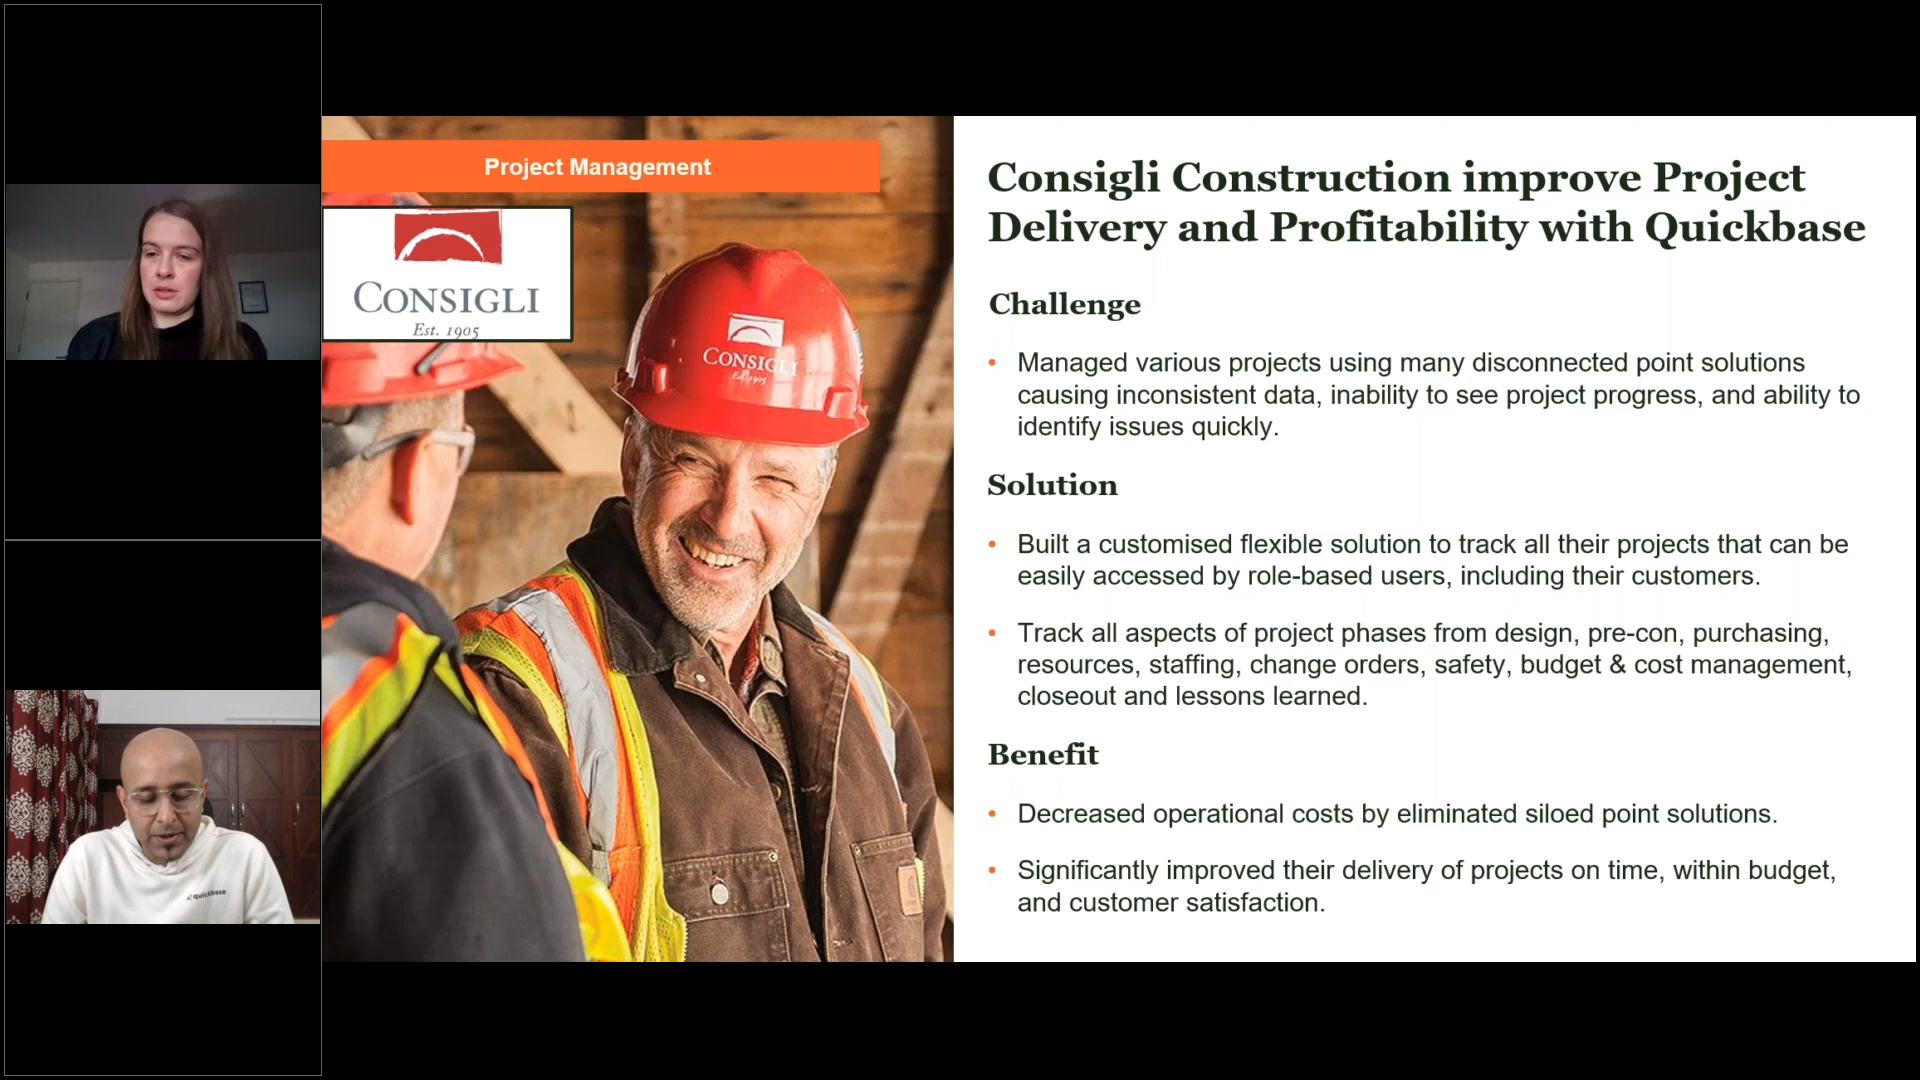 Project Management
CONSIGLI
Est. 1905
CONSIGLI
Est. 1905
quickbase
Consigli Construction improve Project
Delivery and Profitability with Quickbase
Challenge
• Managed various projects using many disconnected point solutions
causing inconsistent data, inability to see project progress, and ability to
identify issues quickly.
Solution
• Built a customised flexible solution to track all their projects that can be
easily accessed by role-based users, including their customers.
• Track all aspects of project phases from design, pre-con, purchasing,
resources, staffing, change orders, safety, budget & cost management,
closeout and lessons learned.
Benefit
• Decreased operational costs by eliminated siloed point solutions.
• Significantly improved their delivery of projects on time, within budget,
and customer satisfaction.